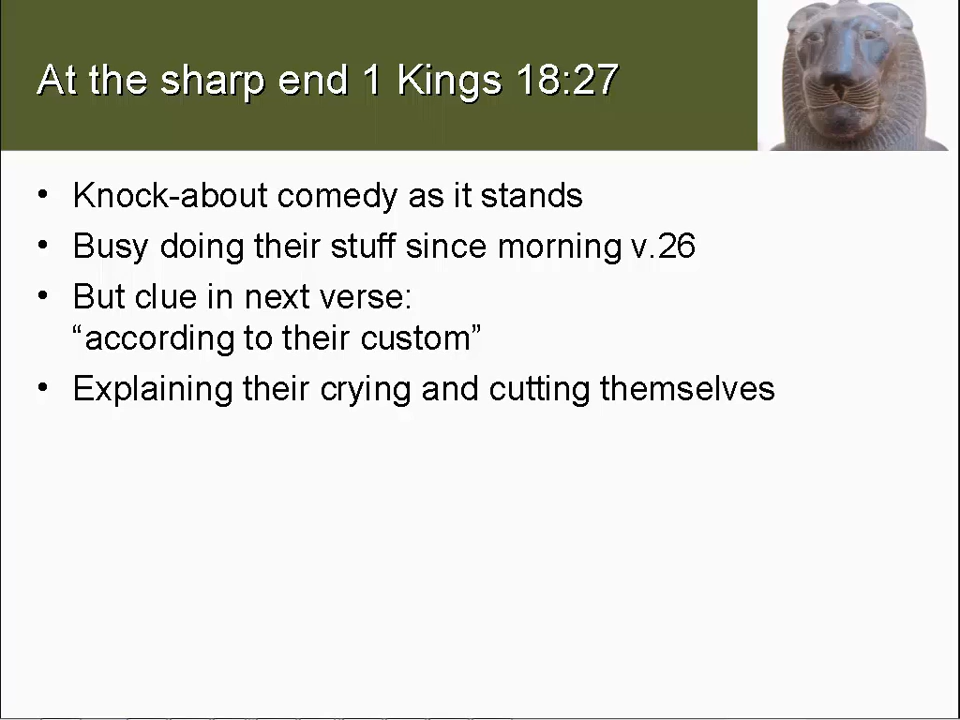 At the sharp end 1 Kings 18:27
• Knock-about comedy as it stands
• Busy doing their stuff since morning v.26
• But clue in next verse:
“according to their custom”
• Explaining their crying and cutting themselves